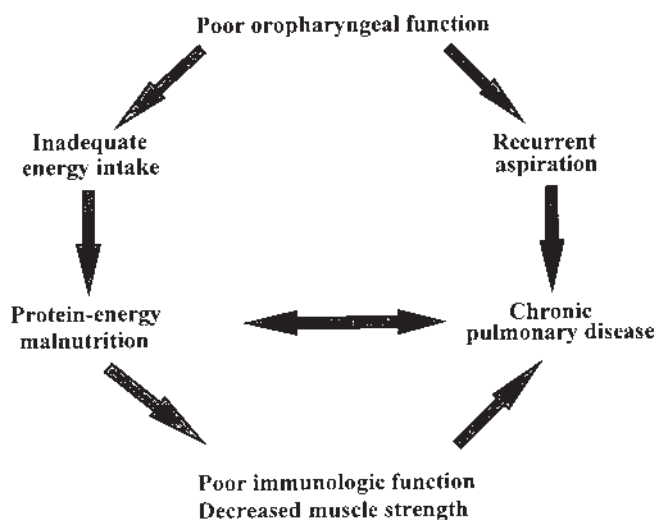 Poor oropharyngeal function
Inadequate
energy intake
Recurrent
aspiration
Protein-energy
malnutrition
Chronic
pulmonary disease
Poor immunologic function
Decreased muscle strength